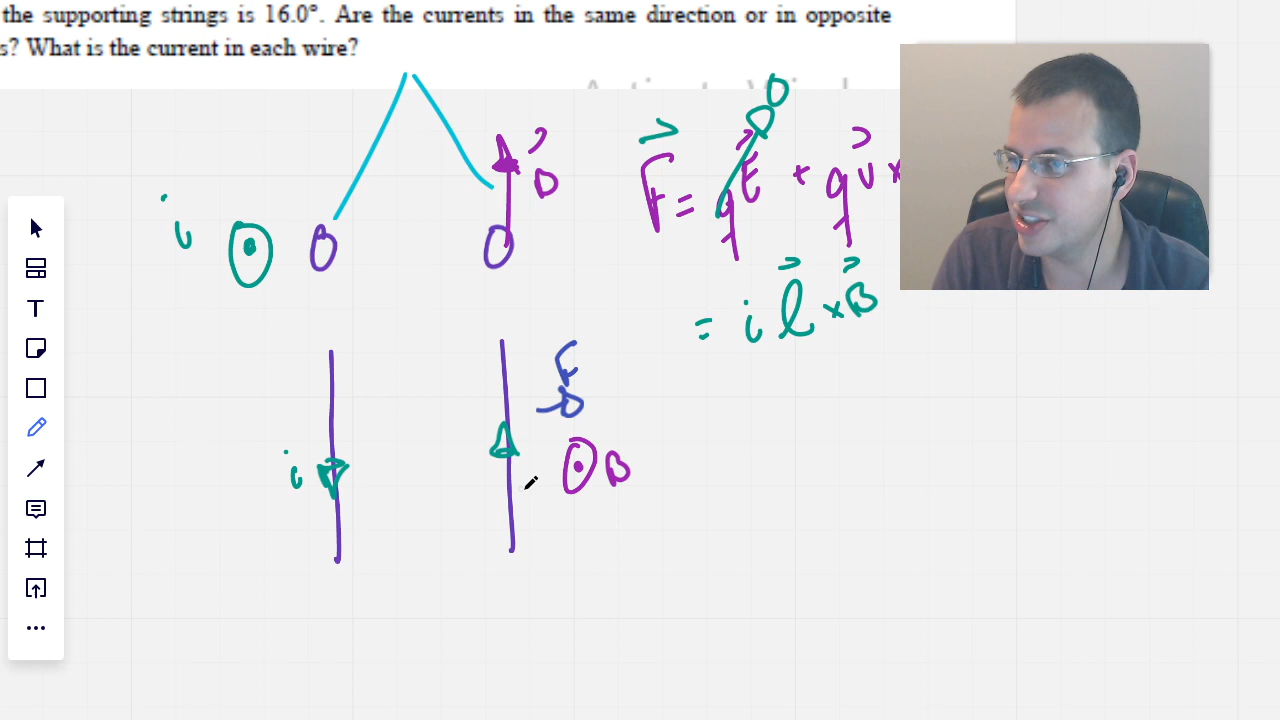 the supporting strings is 16.0°. Are the currents in the same direction or in opposite
s? What is the current in each wire?
0
F = qE + qv×
i
B
= i l × B
F
i
B
T